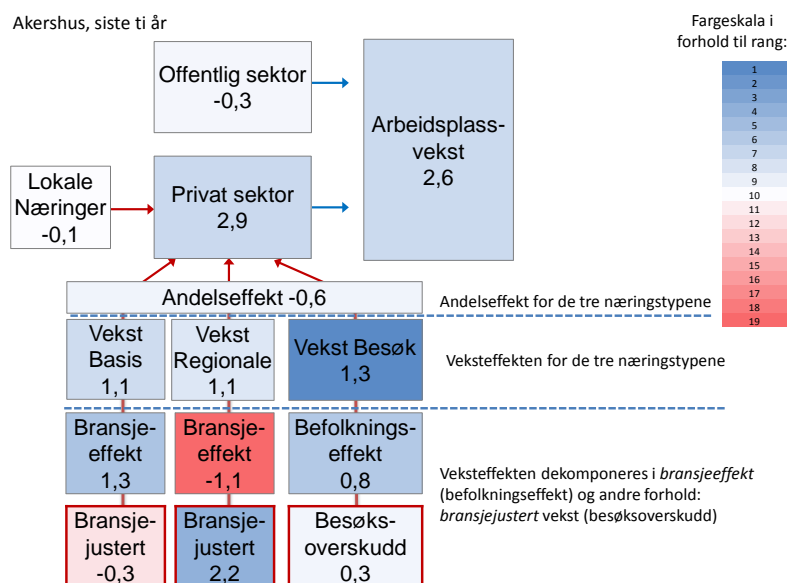 Akershus, siste ti år
Fargeskala i
forhold til rang:
1
2
3
4
5
6
7
8
9
10
11
12
13
14
15
16
17
18
19
Offentlig sektor
-0,3
Arbeidsplass-
vekst
2,6
Lokale
Næringer
-0,1
Privat sektor
2,9
Andelseffekt -0,6
Andelseffekt for de tre næringstypene
Vekst
Basis
1,1
Vekst
Regionale
1,1
Vekst Besøk
1,3
Veksteffekten for de tre næringstypene
Bransje-
effekt
1,3
Bransje-
effekt
-1,1
Befolknings-
effekt
0,8
Veksteffekten dekomponeres i bransjeeffekt
(befolkningseffekt) og andre forhold:
bransjejustert vekst (besøksoverskudd)
Bransje-
justert
-0,3
Bransje-
justert
2,2
Besøks-
overskudd
0,3